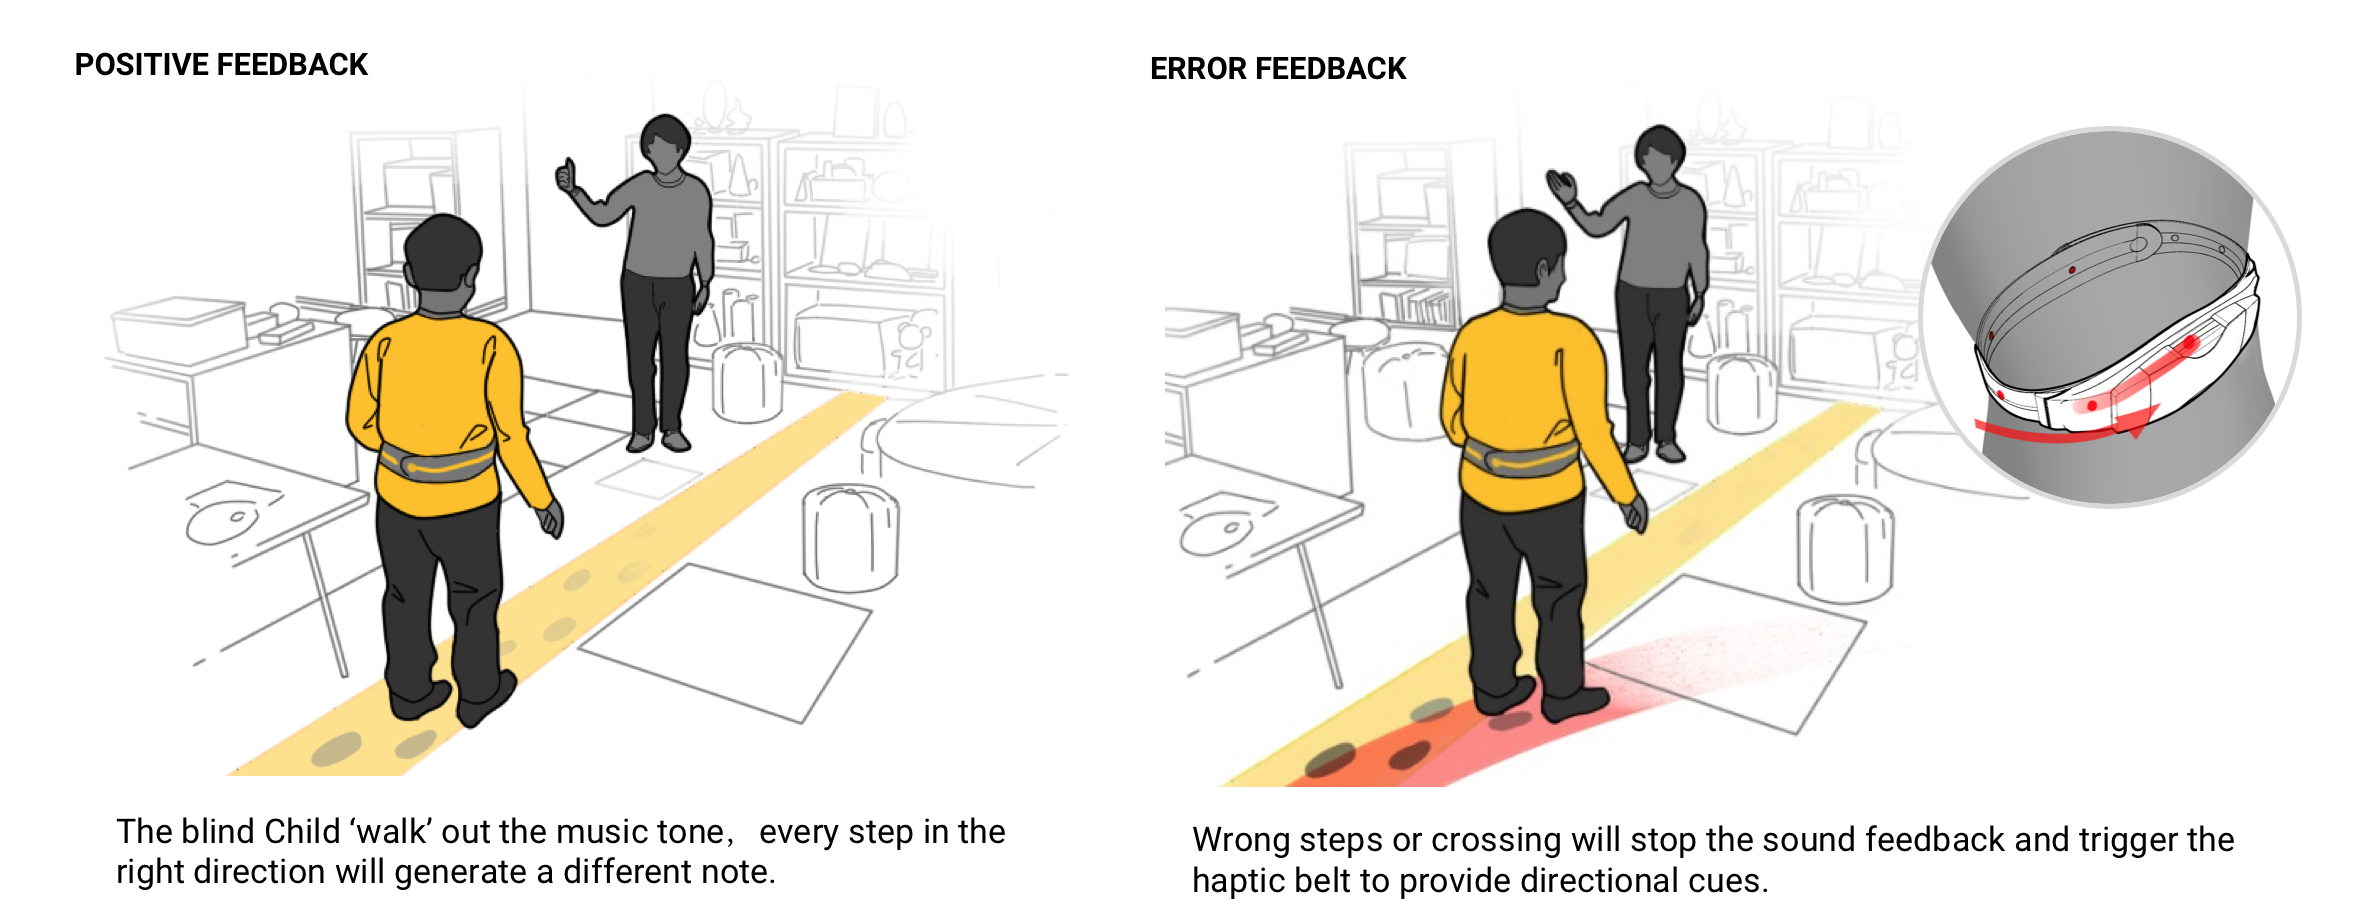 POSITIVE FEEDBACK
The blind Child ‘walk’ out the music tone， every step in the
right direction will generate a different note.
ERROR FEEDBACK
Wrong steps or crossing will stop the sound feedback and trigger the
haptic belt to provide directional cues.